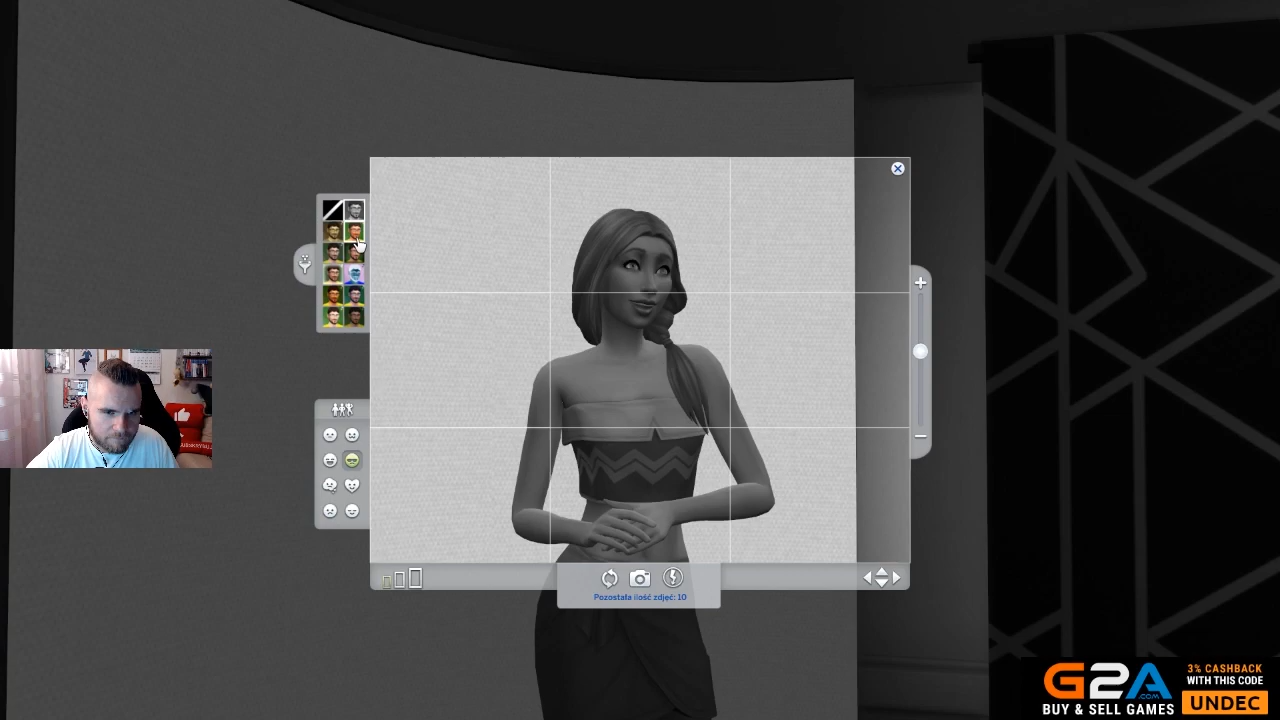 Pozostała ilość zdjęć: 10
G2A
.COM
BUY & SELL GAMES
3% CASHBACK
WITH THIS CODE
UNDEC